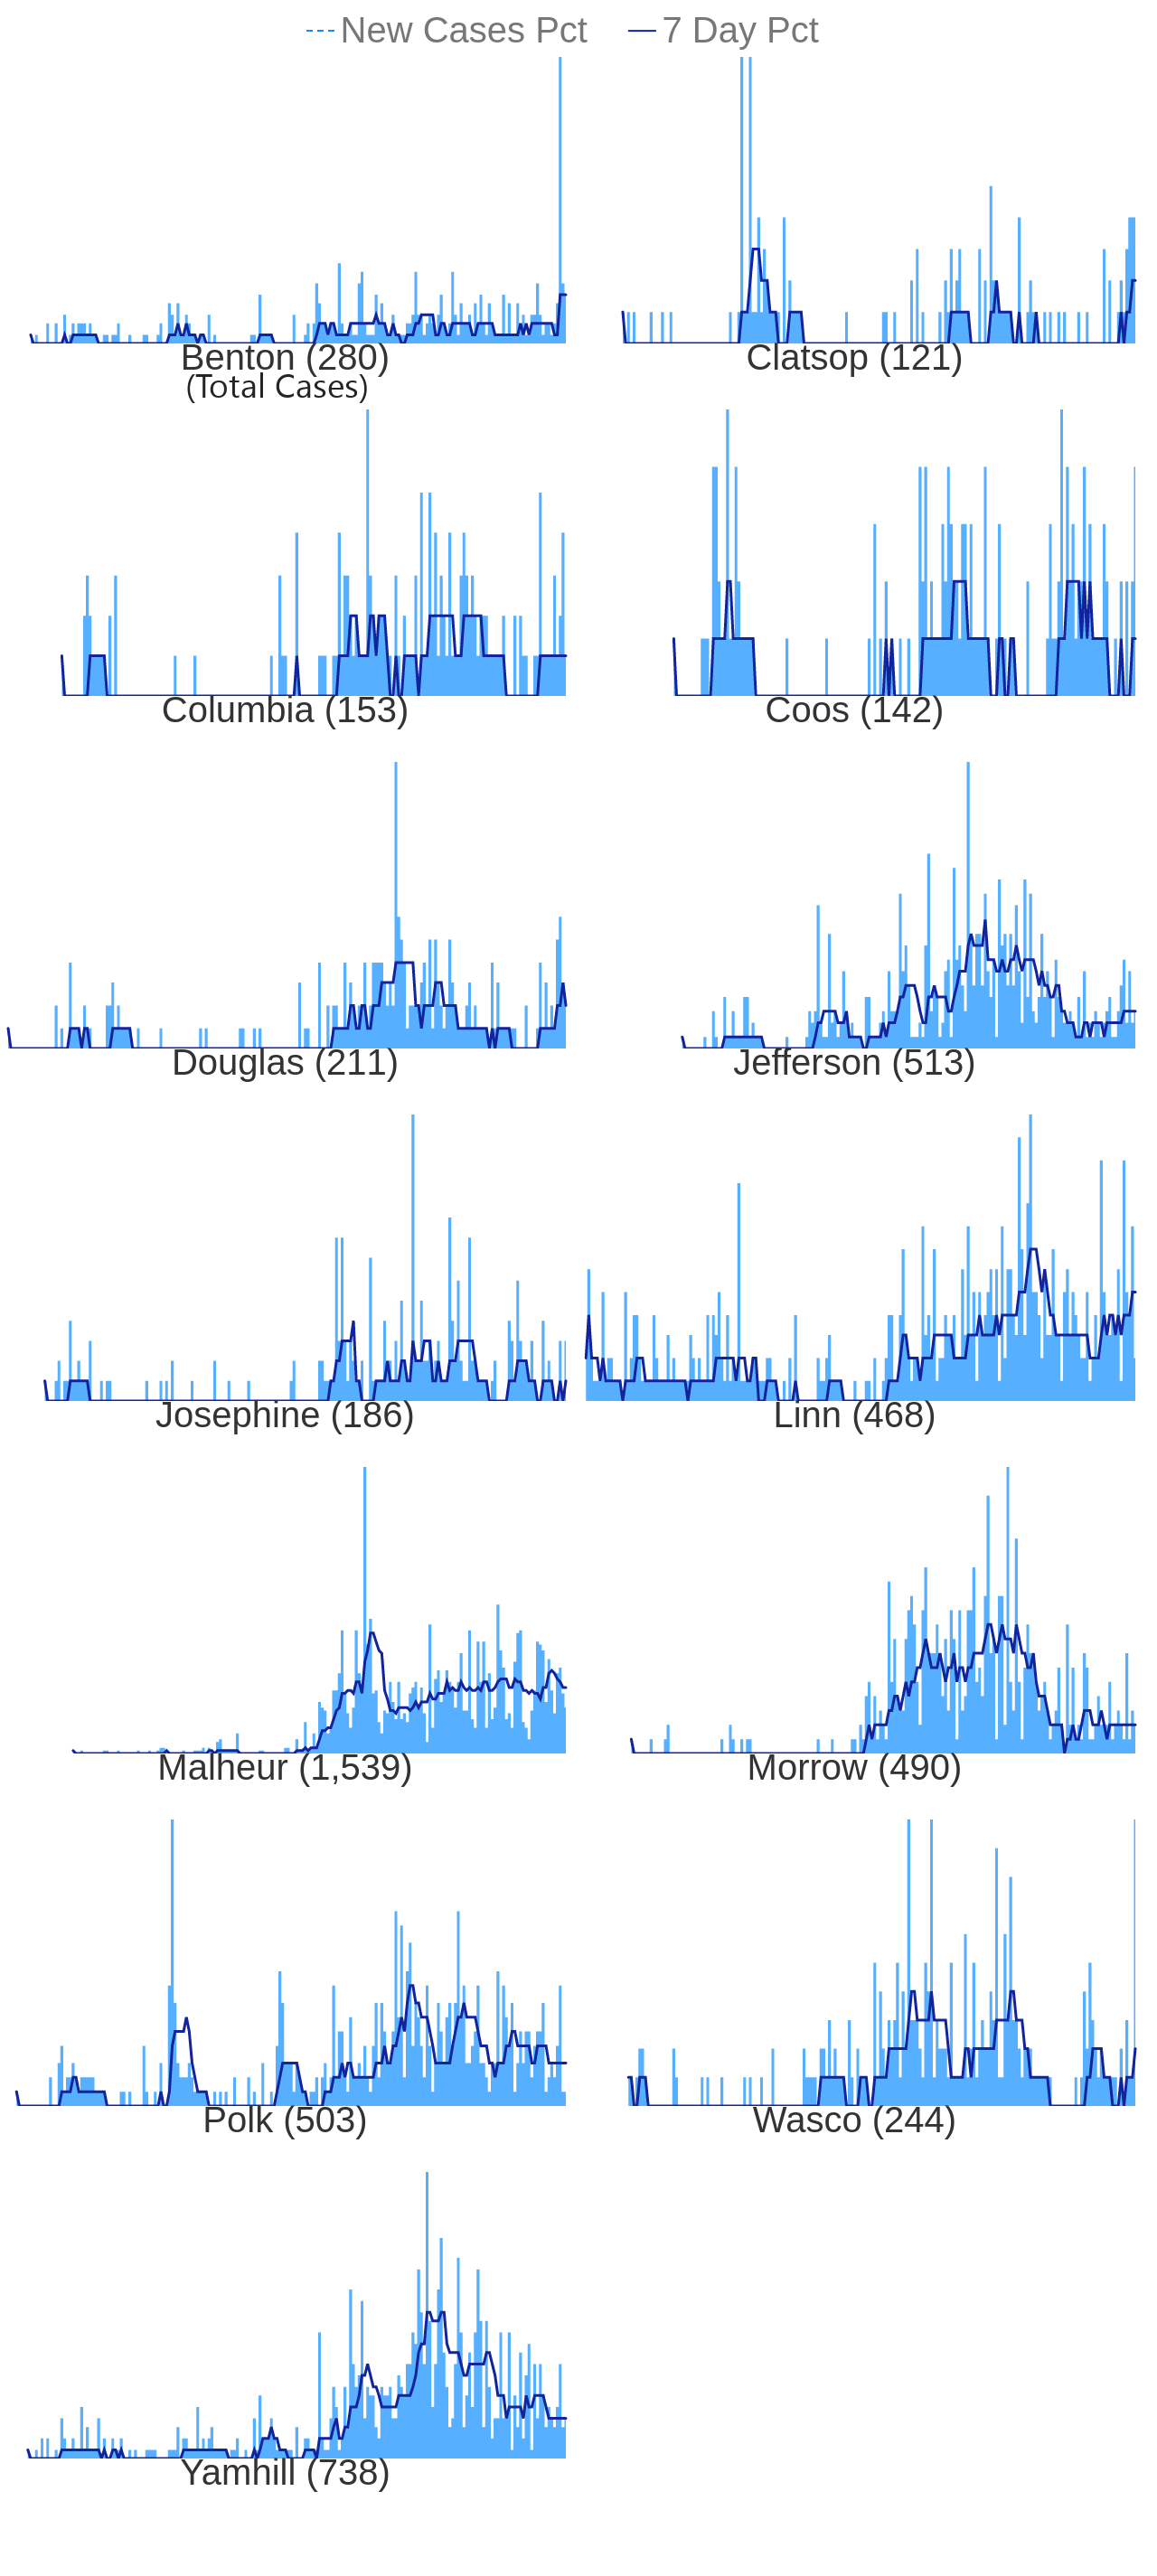 New Cases Pct 7 Day Pct
Benton (280) Clatsop (121)
(Total Cases)
Columbia (153) Coos (142)
Douglas (211) Jefferson (513)
Josephine (186) Linn (468)
Malheur (1,539) Morrow (490)
Polk (503) Wasco (244)
Yamhill (738)